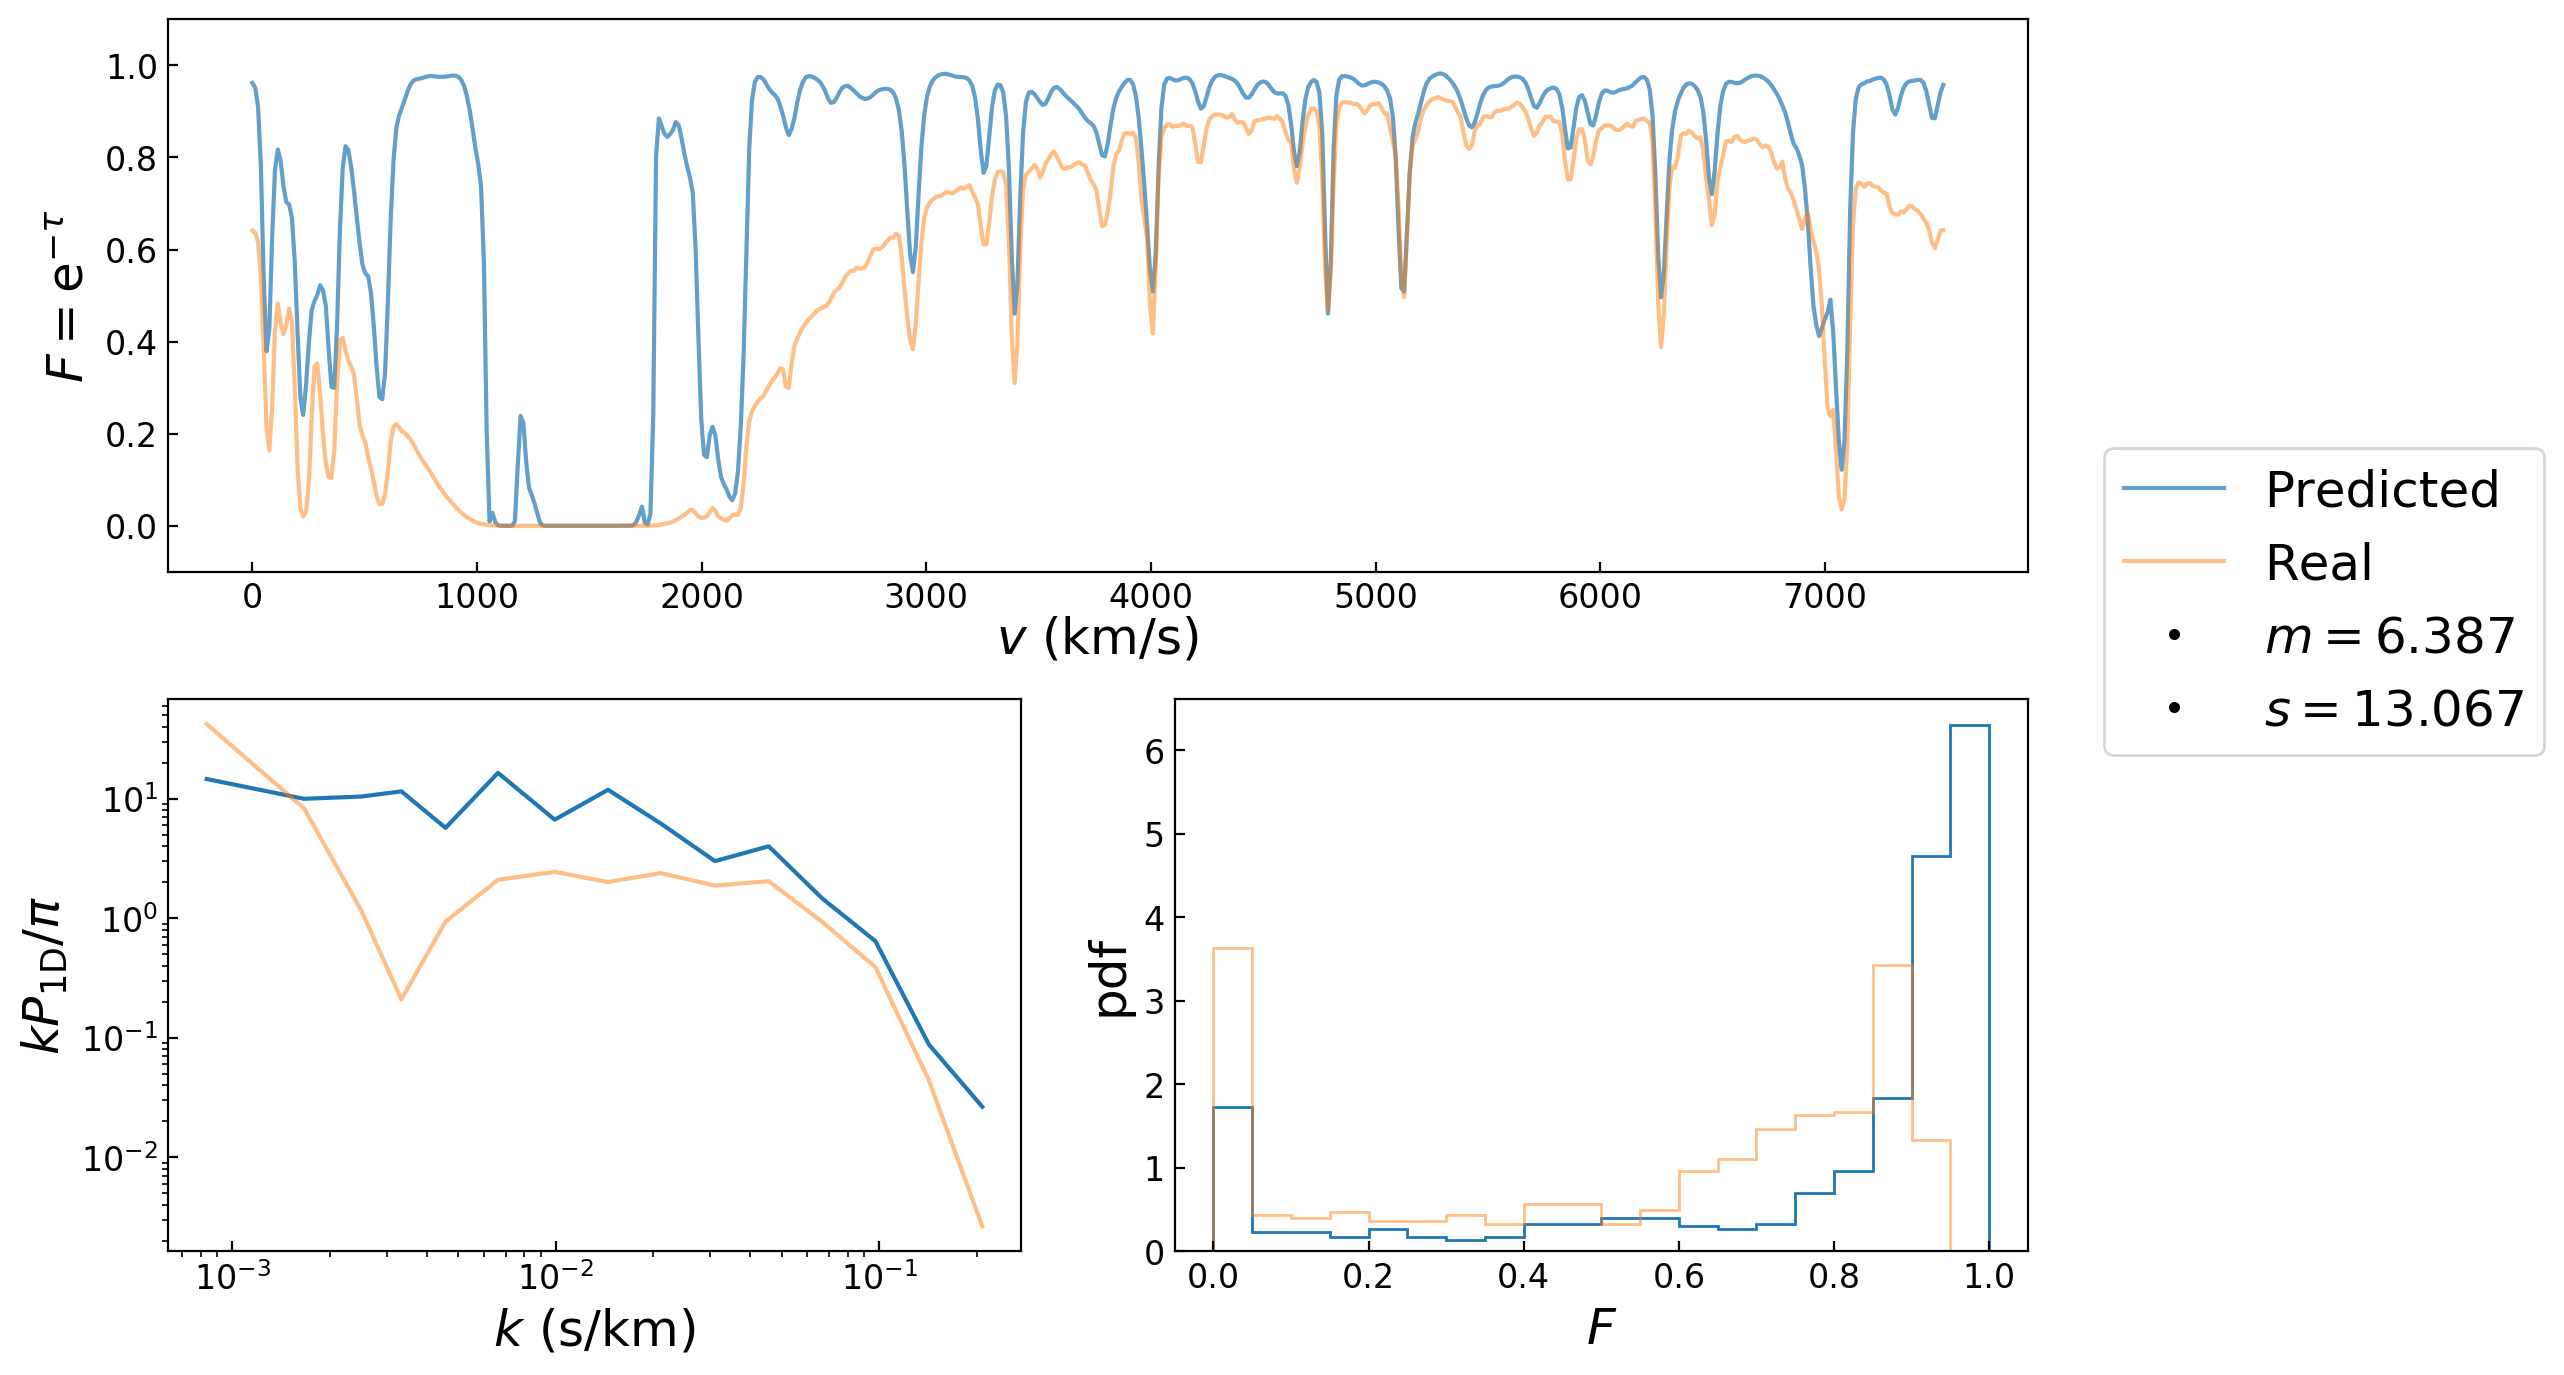 1.0
0.8
0.6
0.4
0.2
0.0
F = e^{−τ}
0 1000 2000 3000 4000 5000 6000 7000
v (km/s)
Predicted
Real
m = 6.387
s = 13.067
10^1
10^0
10^{−1}
10^{−2}
kP_{1D}/π
10^{−3} 10^{−2} 10^{−1}
k (s/km)
6
5
4
3
2
1
0
pdf
0.0 0.2 0.4 0.6 0.8 1.0
F